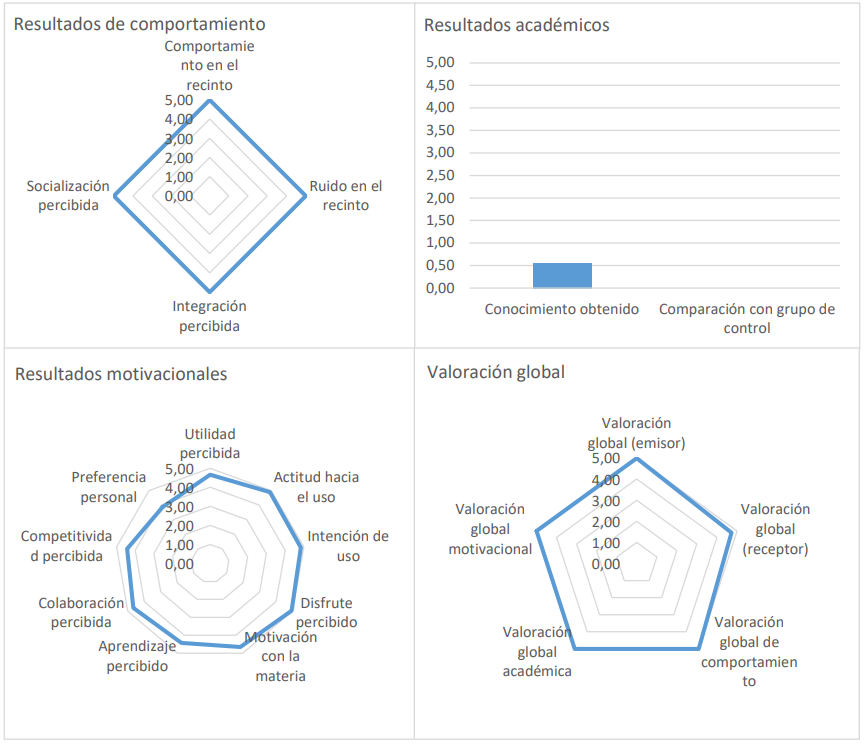 Resultados de comportamiento
Comportamie
nto en el
recinto
5,00
4,00
3,00
2,00
1,00
0,00
Socialización
percibida
Ruido en el
recinto
Integración
percibida
Resultados académicos
5,00
4,50
4,00
3,50
3,00
2,50
2,00
1,50
1,00
0,50
0,00
Conocimiento obtenido
Comparación con grupo de
control
Resultados motivacionales
Utilidad
percibida
5,00
4,00
3,00
2,00
1,00
0,00
Actitud hacia
el uso
Intención de
uso
Disfrute
percibido
Motivación
con la
materia
Aprendizaje
percibido
Colaboración
percibida
Competitivida
d percibida
Preferencia
personal
Valoración global
Valoración
global (emisor)
5,00
4,00
3,00
2,00
1,00
0,00
Valoración
global
(receptor)
Valoración
global de
comportamien
to
Valoración
global
académica
Valoración
global
motivacional